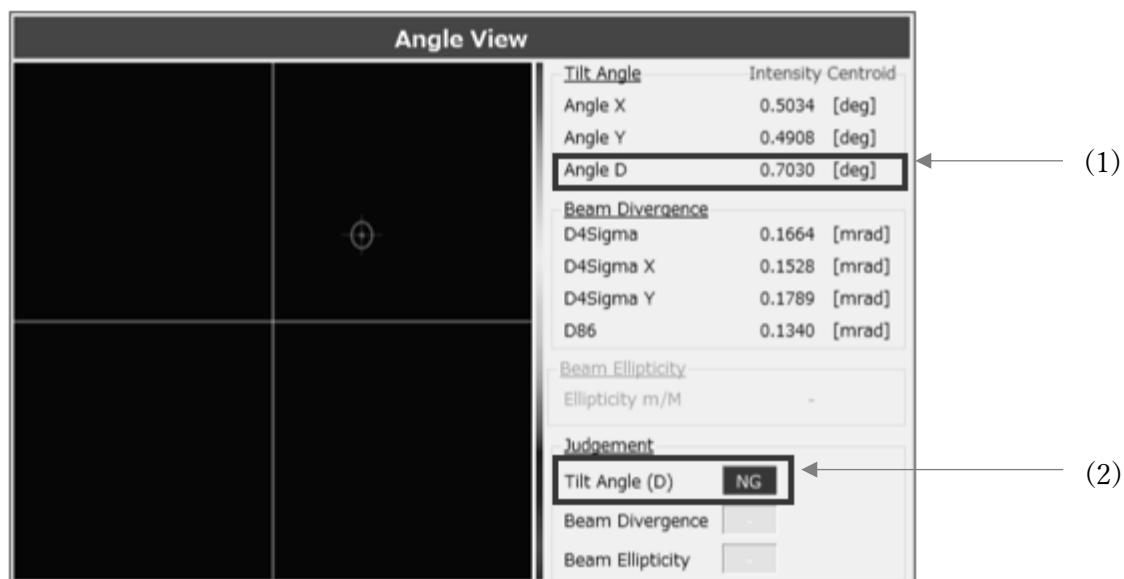 Angle View
Tilt Angle Intensity Centroid
Angle X 0.5034 [deg]
Angle Y 0.4908 [deg]
Angle D 0.7030 [deg]
(1)
Beam Divergence
D4Sigma 0.1664 [mrad]
D4Sigma X 0.1528 [mrad]
D4Sigma Y 0.1789 [mrad]
D86 0.1340 [mrad]
Beam Ellipticity
Ellipticity m/M -
Judgement
Tilt Angle (D) NG
(2)
Beam Divergence -
Beam Ellipticity -